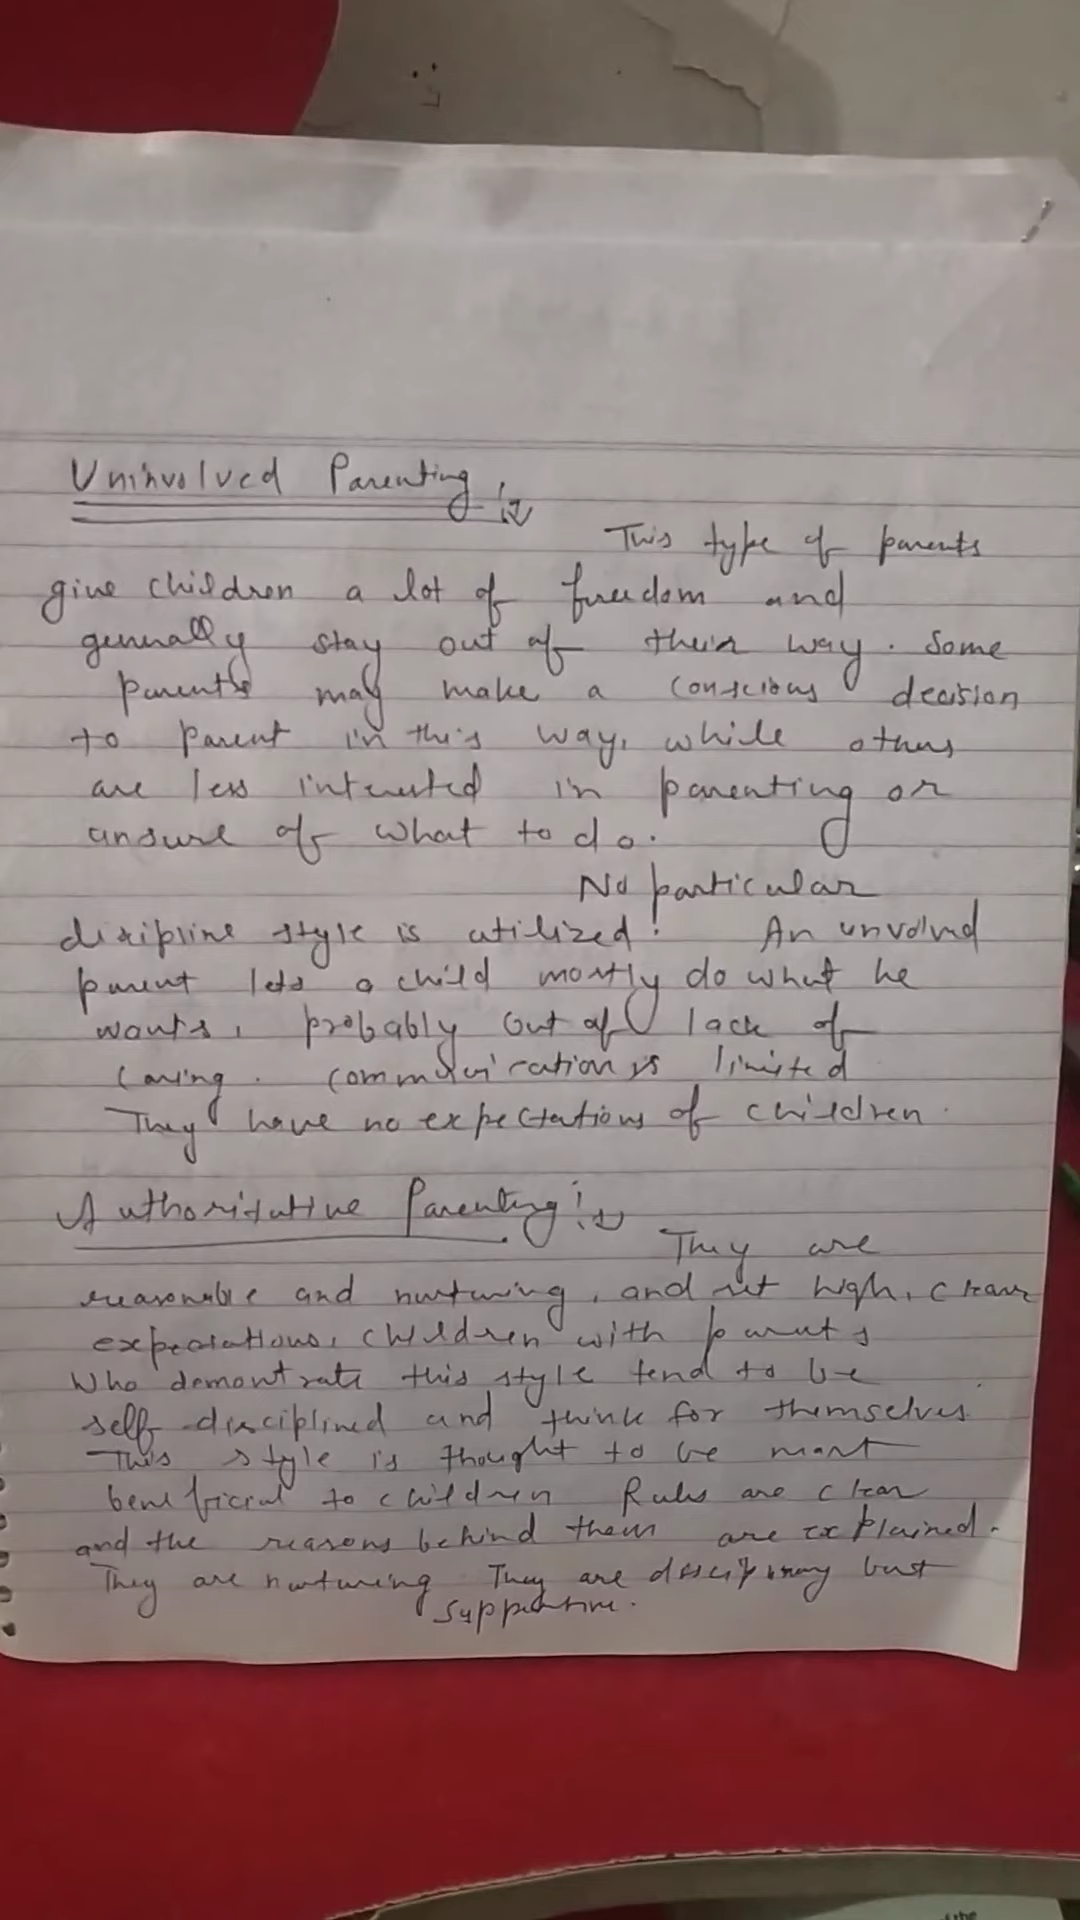 Uninvolved Parenting :-
This type of parents
give children a lot of freedom and
generally stay out of their way. Some
parents may make a conscious decision
to parent in this way, while others
are less interested in parenting or
unsure of what to do.
No particular
discipline style is utilized. An unvolved
parent lets a child mostly do what he
wants, probably out of lack of
caring. communication is limited
They have no expectations of children.
Authoritative Parenting :-
They are
reasonable and nurturing, and set high, clear
expectations, children with parents
who demontrate this style tend to be
self-disciplined and think for themselves.
This style is thought to be most
beneficial to children Rules are clear
and the reasons behind them are explained.
They are nurturing. They are but
supportive.
the